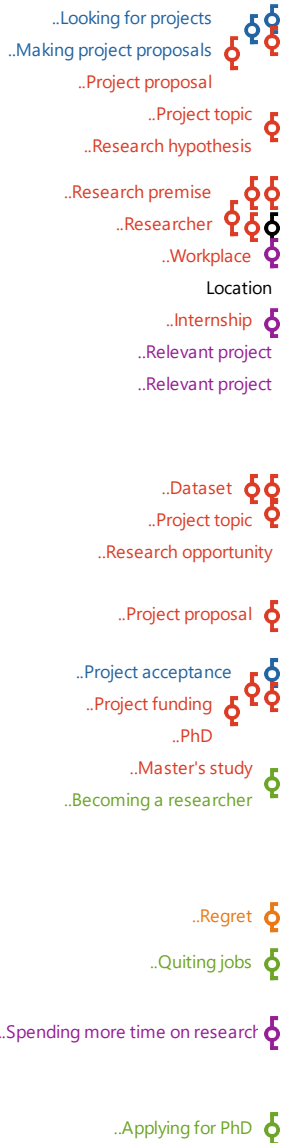 ..Looking for projects
..Making project proposals
..Project proposal
..Project topic
..Research hypothesis
..Research premise
..Researcher
..Workplace
Location
..Internship
..Relevant project
..Relevant project
..Dataset
..Project topic
..Research opportunity
..Project proposal
..Project acceptance
..Project funding
..PhD
..Master's study
..Becoming a researcher
..Regret
..Quiting jobs
..Spending more time on research
..Applying for PhD